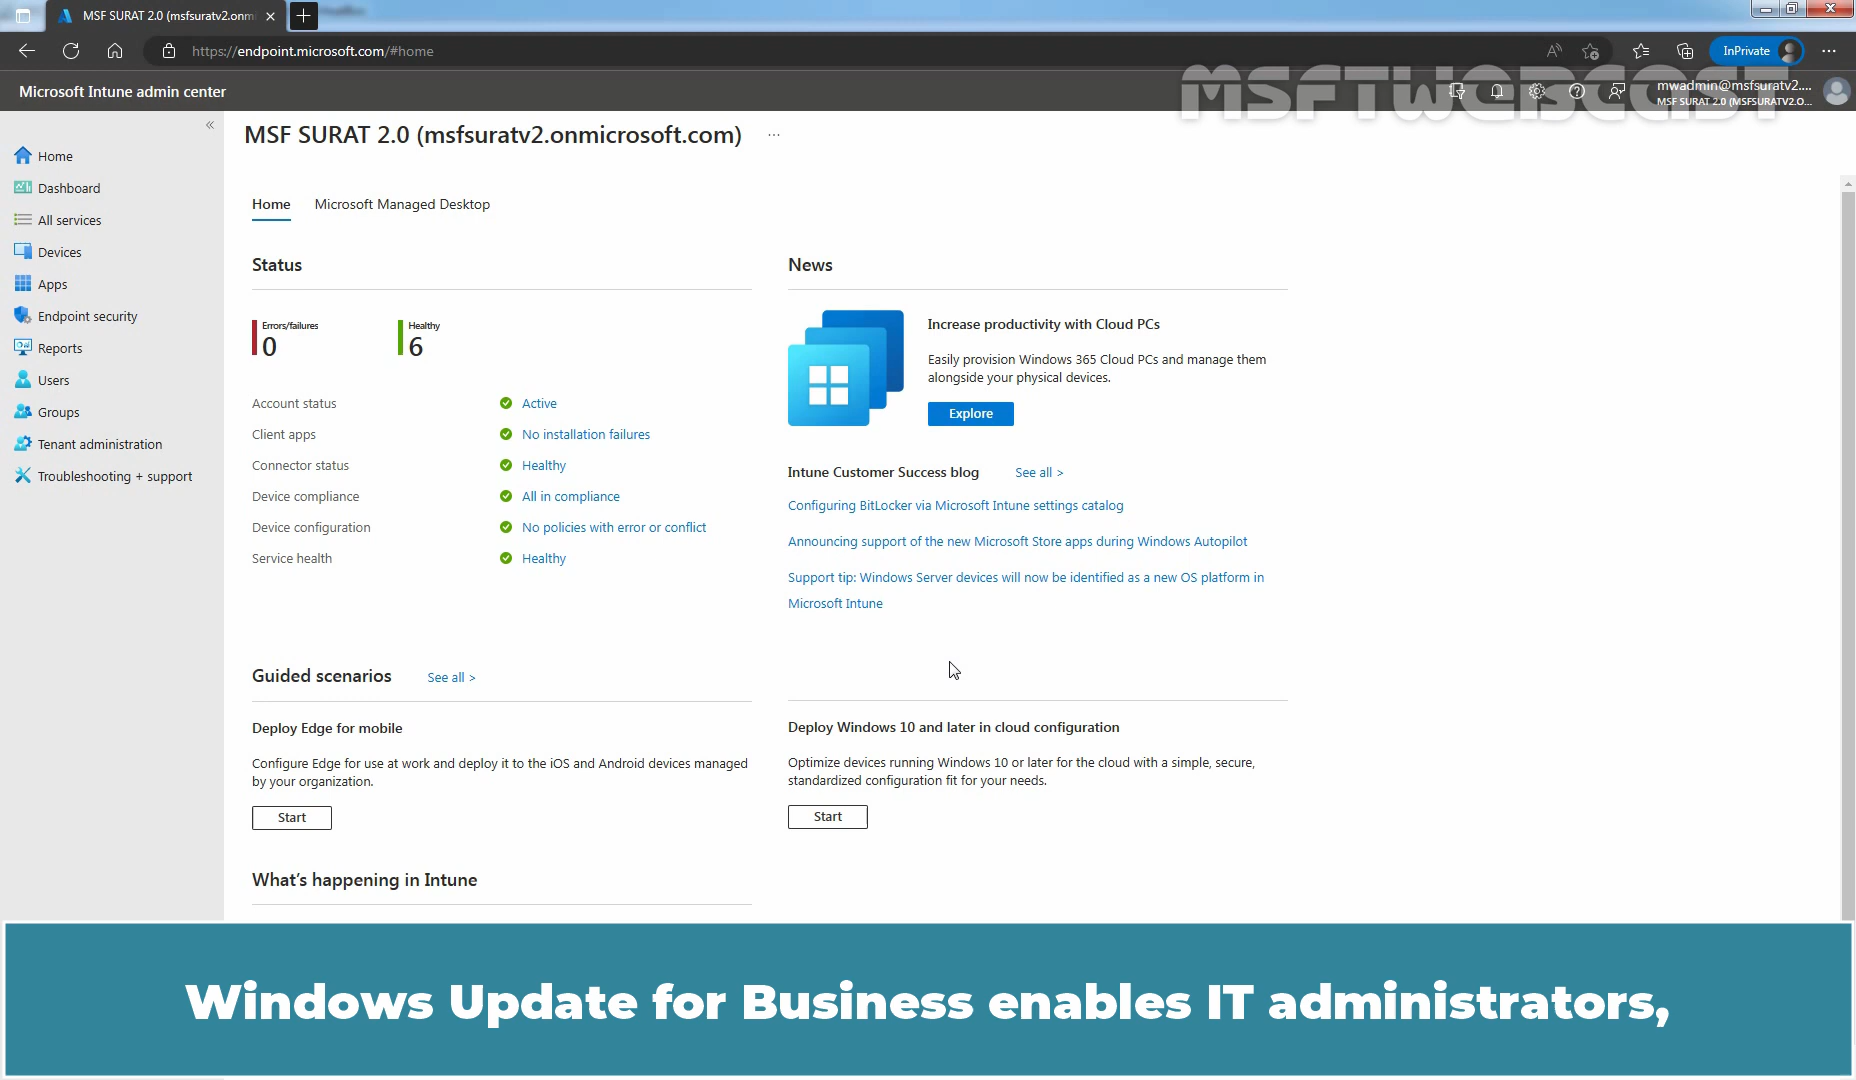 MSF SURAT 2.0 (msfsuratv2.onm
https://endpoint.microsoft.com/#home
InPrivate
Microsoft Intune admin center
MSFTWEBCAST
mwadmin@msfsuratv2....
MSF SURAT 2.0 (MSFSURATV2.O...
MSF SURAT 2.0 (msfsuratv2.onmicrosoft.com)
Home
Dashboard
All services
Devices
Apps
Endpoint security
Reports
Users
Groups
Tenant administration
Troubleshooting + support
Home
Microsoft Managed Desktop
Status
Errors/failures
0
Healthy
6
Account status
Active
Client apps
No installation failures
Connector status
Healthy
Device compliance
All in compliance
Device configuration
No policies with error or conflict
Service health
Healthy
News
Increase productivity with Cloud PCs
Easily provision Windows 365 Cloud PCs and manage them
alongside your physical devices.
Explore
Intune Customer Success blog
See all >
Configuring BitLocker via Microsoft Intune settings catalog
Announcing support of the new Microsoft Store apps during Windows Autopilot
Support tip: Windows Server devices will now be identified as a new OS platform in
Microsoft Intune
Guided scenarios
See all >
Deploy Edge for mobile
Configure Edge for use at work and deploy it to the iOS and Android devices managed
by your organization.
Start
Deploy Windows 10 and later in cloud configuration
Optimize devices running Windows 10 or later for the cloud with a simple, secure,
standardized configuration fit for your needs.
Start
What's happening in Intune
Windows Update for Business enables IT administrators,